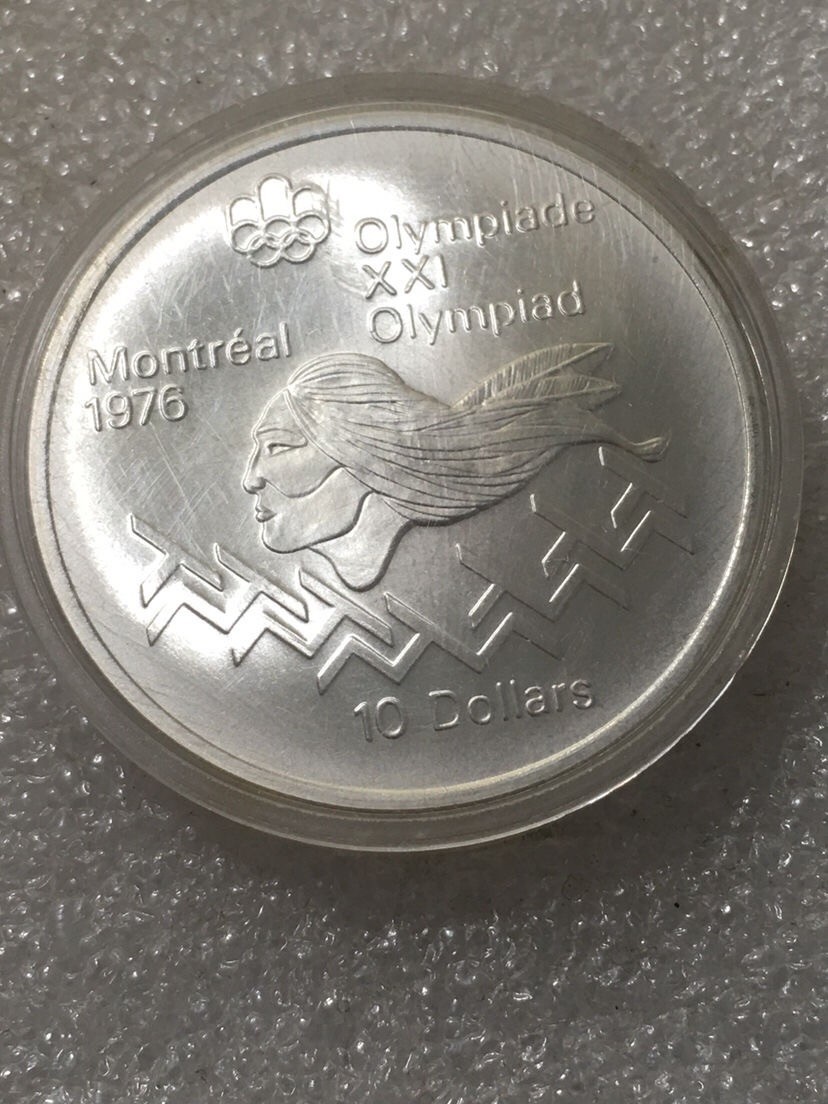 Olympiade
XXI
Olympiad
Montréal
1976
10 Dollars